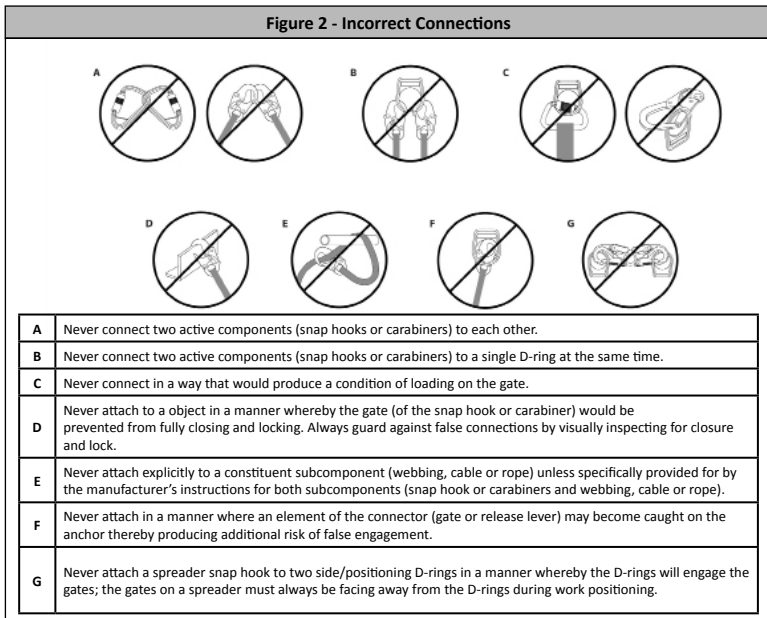 Figure 2 - Incorrect Connections
A
B
C
D
E
F
G
A Never connect two active components (snap hooks or carabiners) to each other.
B Never connect two active components (snap hooks or carabiners) to a single D-ring at the same time.
C Never connect in a way that would produce a condition of loading on the gate.
D Never attach to a object in a manner whereby the gate (of the snap hook or carabiner) would be
prevented from fully closing and locking. Always guard against false connections by visually inspecting for closure
and lock.
E Never attach explicitly to a constituent subcomponent (webbing, cable or rope) unless specifically provided for by
the manufacturer's instructions for both subcomponents (snap hook or carabiners and webbing, cable or rope).
F Never attach in a manner where an element of the connector (gate or release lever) may become caught on the
anchor thereby producing additional risk of false engagement.
G Never attach a spreader snap hook to two side/positioning D-rings in a manner whereby the D-rings will engage the
gates; the gates on a spreader must always be facing away from the D-rings during work positioning.